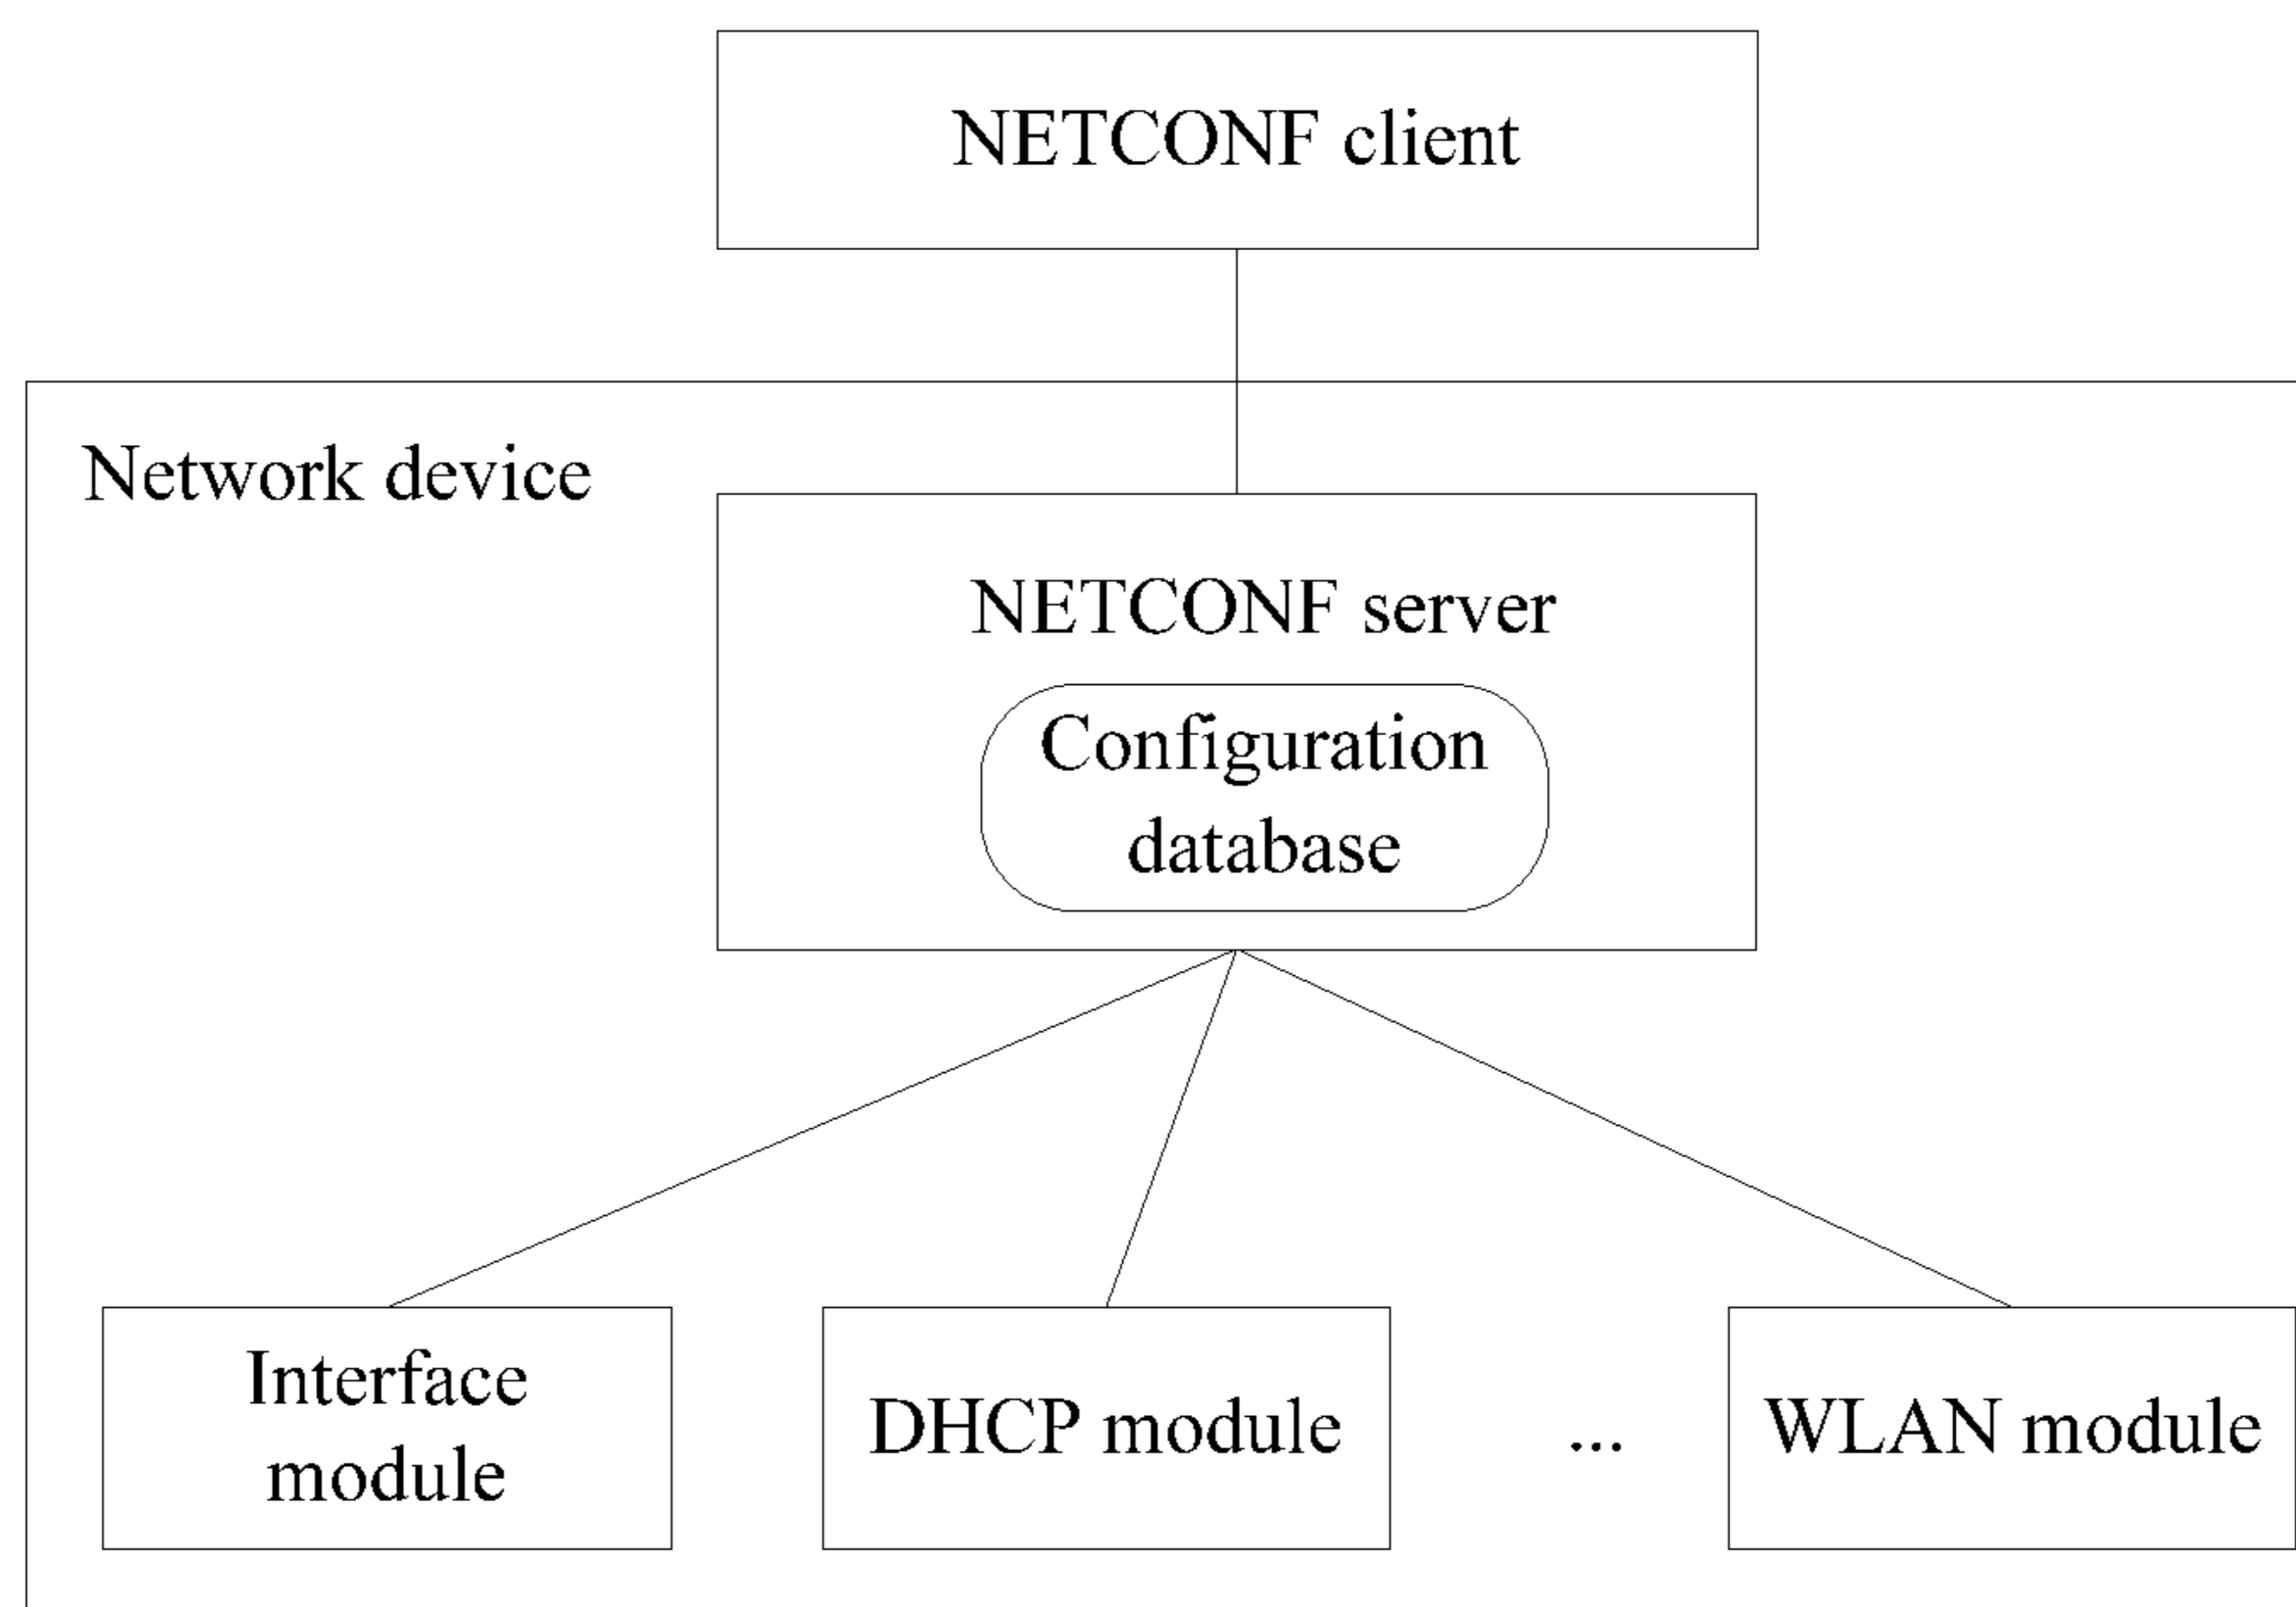 NETCONF client
Network device
NETCONF server
Configuration
database
Interface
module
DHCP module
...
WLAN module